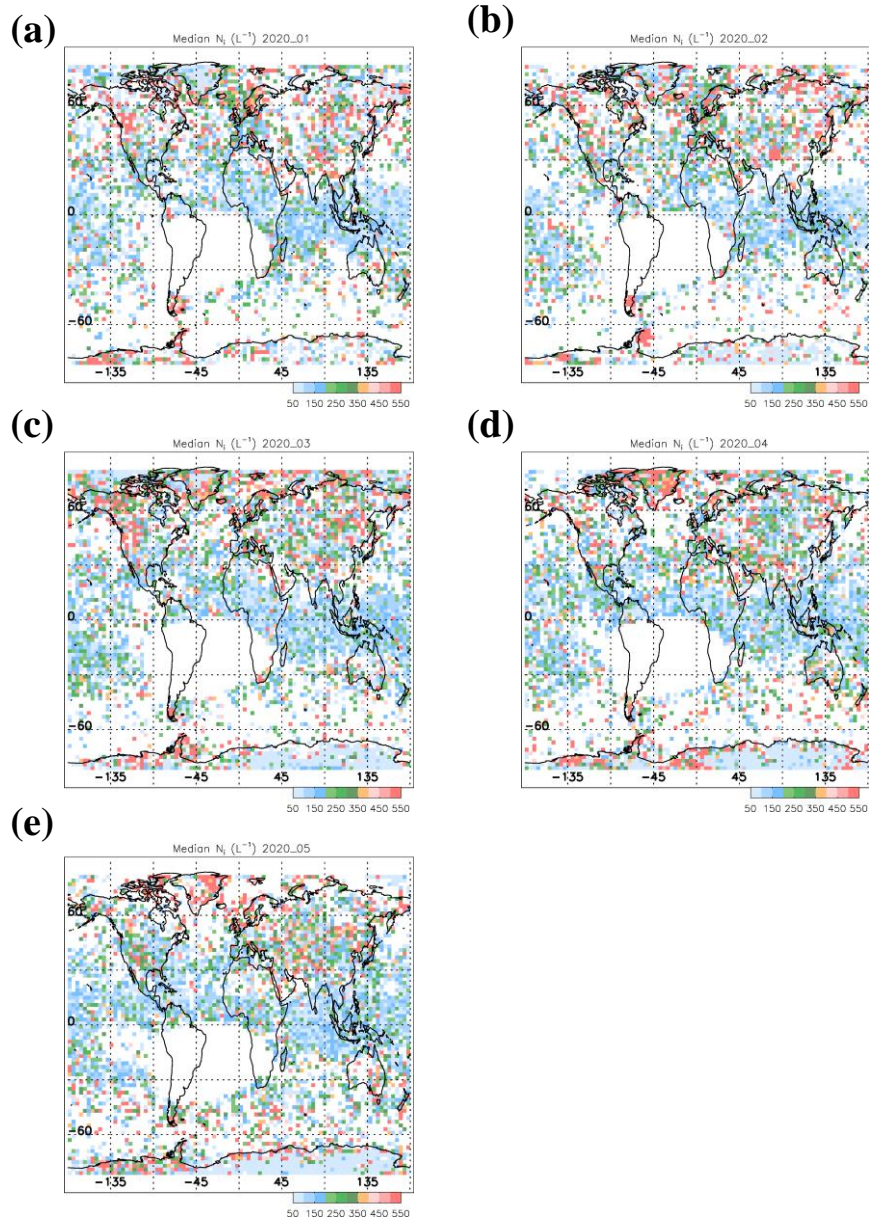 (a)
Median Nᵢ (L⁻¹) 2020_01
60
0
-60
-135 -45 45 135
50 150 250 350 450 550
(b)
Median Nᵢ (L⁻¹) 2020_02
60
0
-60
-135 -45 45 135
50 150 250 350 450 550
(c)
Median Nᵢ (L⁻¹) 2020_03
60
0
-60
-135 -45 45 135
50 150 250 350 450 550
(d)
Median Nᵢ (L⁻¹) 2020_04
60
0
-60
-135 -45 45 135
50 150 250 350 450 550
(e)
Median Nᵢ (L⁻¹) 2020_05
60
0
-60
-135 -45 45 135
50 150 250 350 450 550